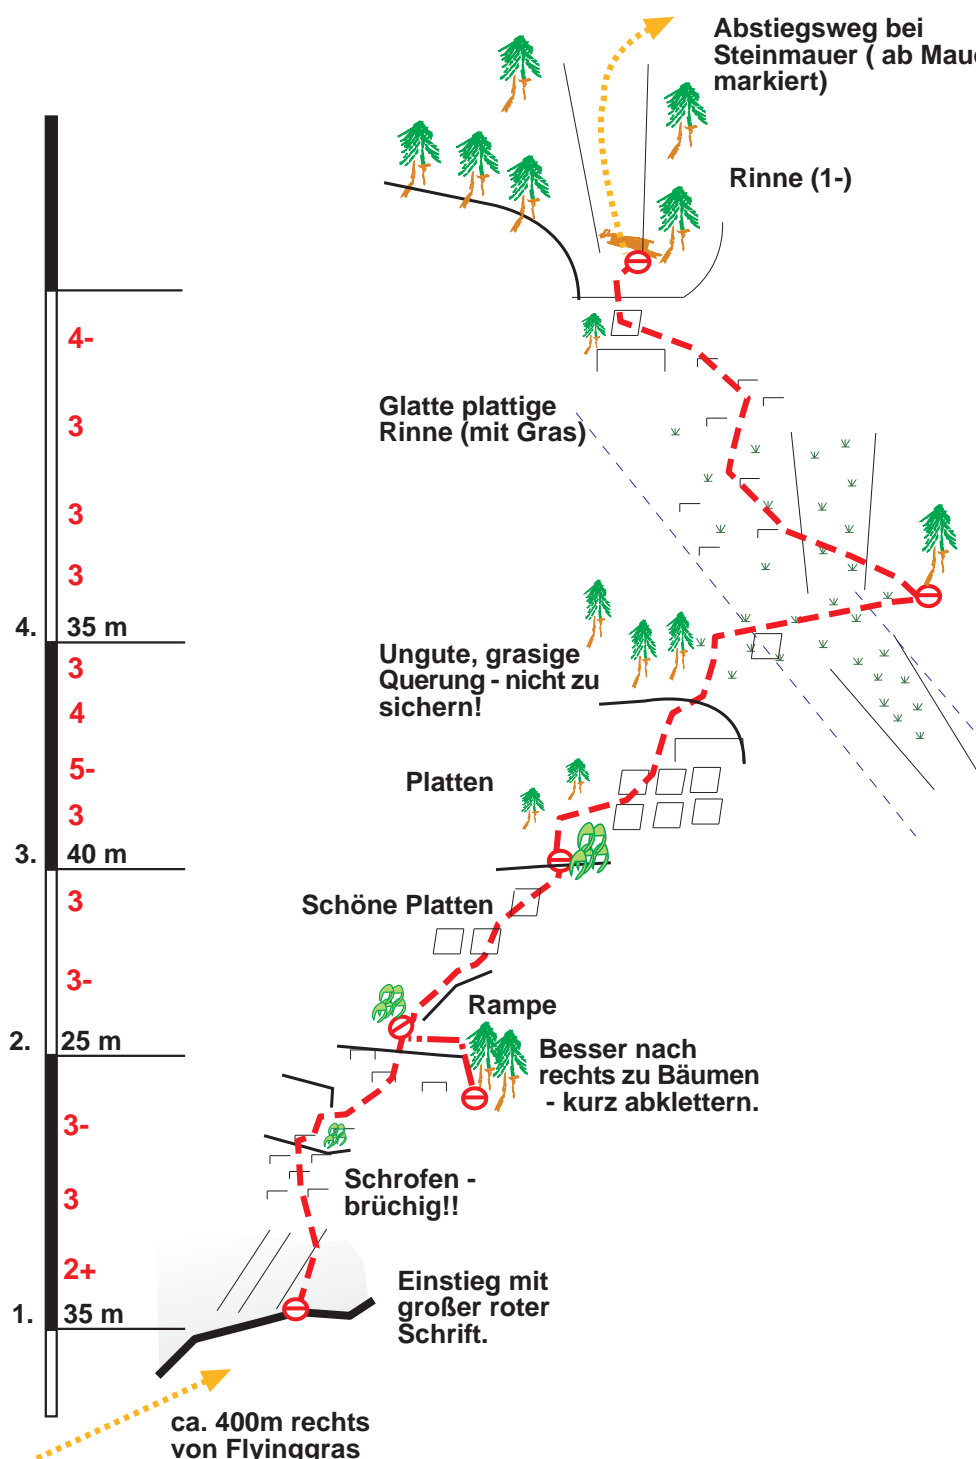 Abstiegsweg bei
Steinmauer ( ab
markiert)
Rinne (1-)
4-
3
Glatte plattige
Rinne (mit Gras)
3
3
4. 35 m
3
Ungute, grasige
Querung - nicht zu
sichern!
4
5-
Platten
3
3. 40 m
3
Schöne Platten
3-
Rampe
2. 25 m
Besser nach
rechts zu Bäumen
- kurz abklettern.
3-
Schrofen -
brüchig!!
3
2+
Einstieg mit
großer roter
Schrift.
1. 35 m
ca. 400m rechts
von Flyinggras